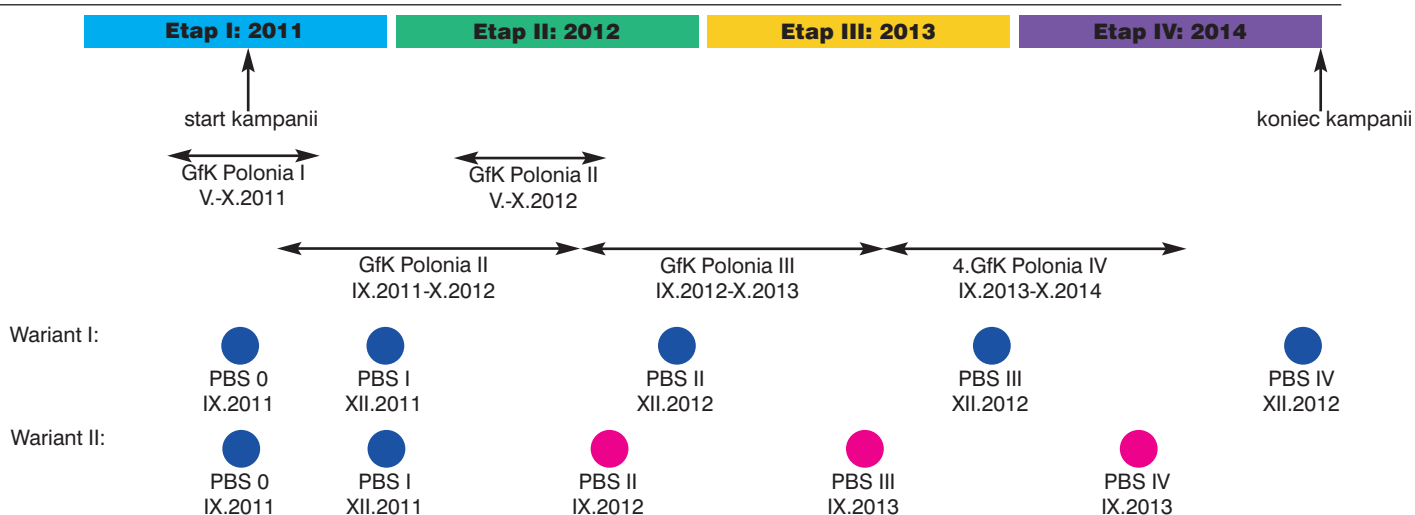 Etap I: 2011 Etap II: 2012 Etap III: 2013 Etap IV: 2014
start kampanii koniec kampanii
GfK Polonia I GfK Polonia II
V.-X.2011 V.-X.2012
GfK Polonia II GfK Polonia III 4.GfK Polonia IV
IX.2011-X.2012 IX.2012-X.2013 IX.2013-X.2014
Wariant I:
PBS 0 PBS I PBS II PBS III PBS IV
IX.2011 XII.2011 XII.2012 XII.2012 XII.2012
Wariant II:
PBS 0 PBS I PBS II PBS III PBS IV
IX.2011 XII.2011 IX.2012 IX.2013 IX.2013